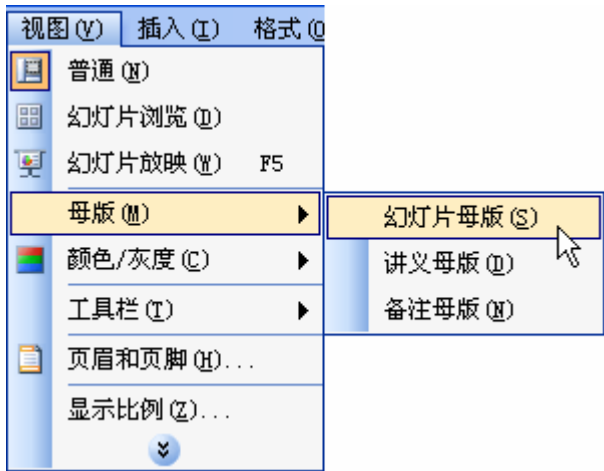 视图(V) 插入(I) 格式(O
普通(N)
幻灯片浏览(D)
幻灯片放映(W) F5
母版(M)
幻灯片母版(S)
颜色/灰度(C)
讲义母版(D)
工具栏(T)
备注母版(N)
页眉和页脚(H)...
显示比例(Z)...